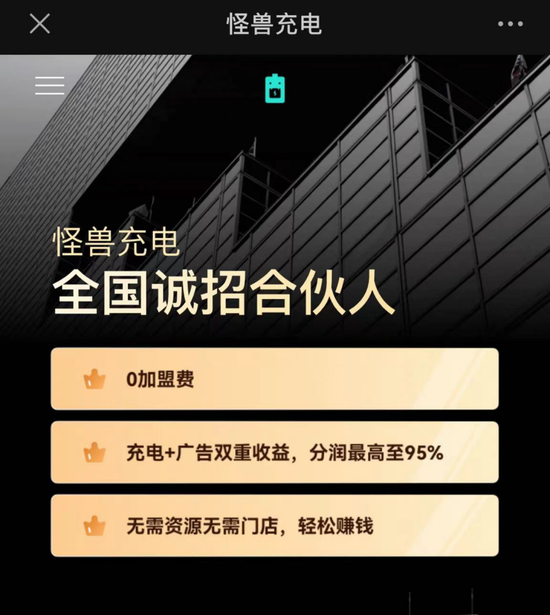 怪兽充电
怪兽充电
全国诚招合伙人
0加盟费
充电+广告双重收益，分润最高至95%
无需资源无需门店，轻松赚钱